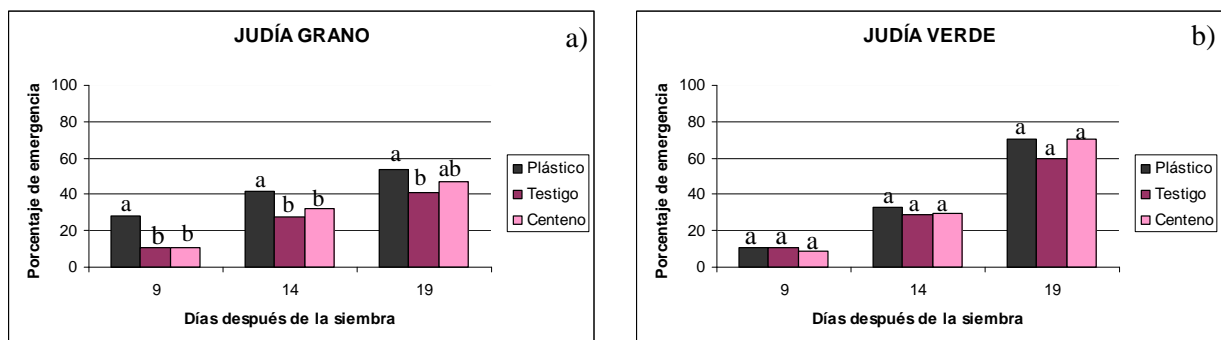 JUDÍA GRANO
a)
Porcentaje de emergencia
100
80
60
40
20
0
a
b
b
a
b
b
a
b
ab
9
14
19
Días después de la siembra
Plástico
Testigo
Centeno
JUDÍA VERDE
b)
Porcentaje de emergencia
100
80
60
40
20
0
a
a
a
a
a
a
a
a
a
9
14
19
Días después de la siembra
Plástico
Testigo
Centeno